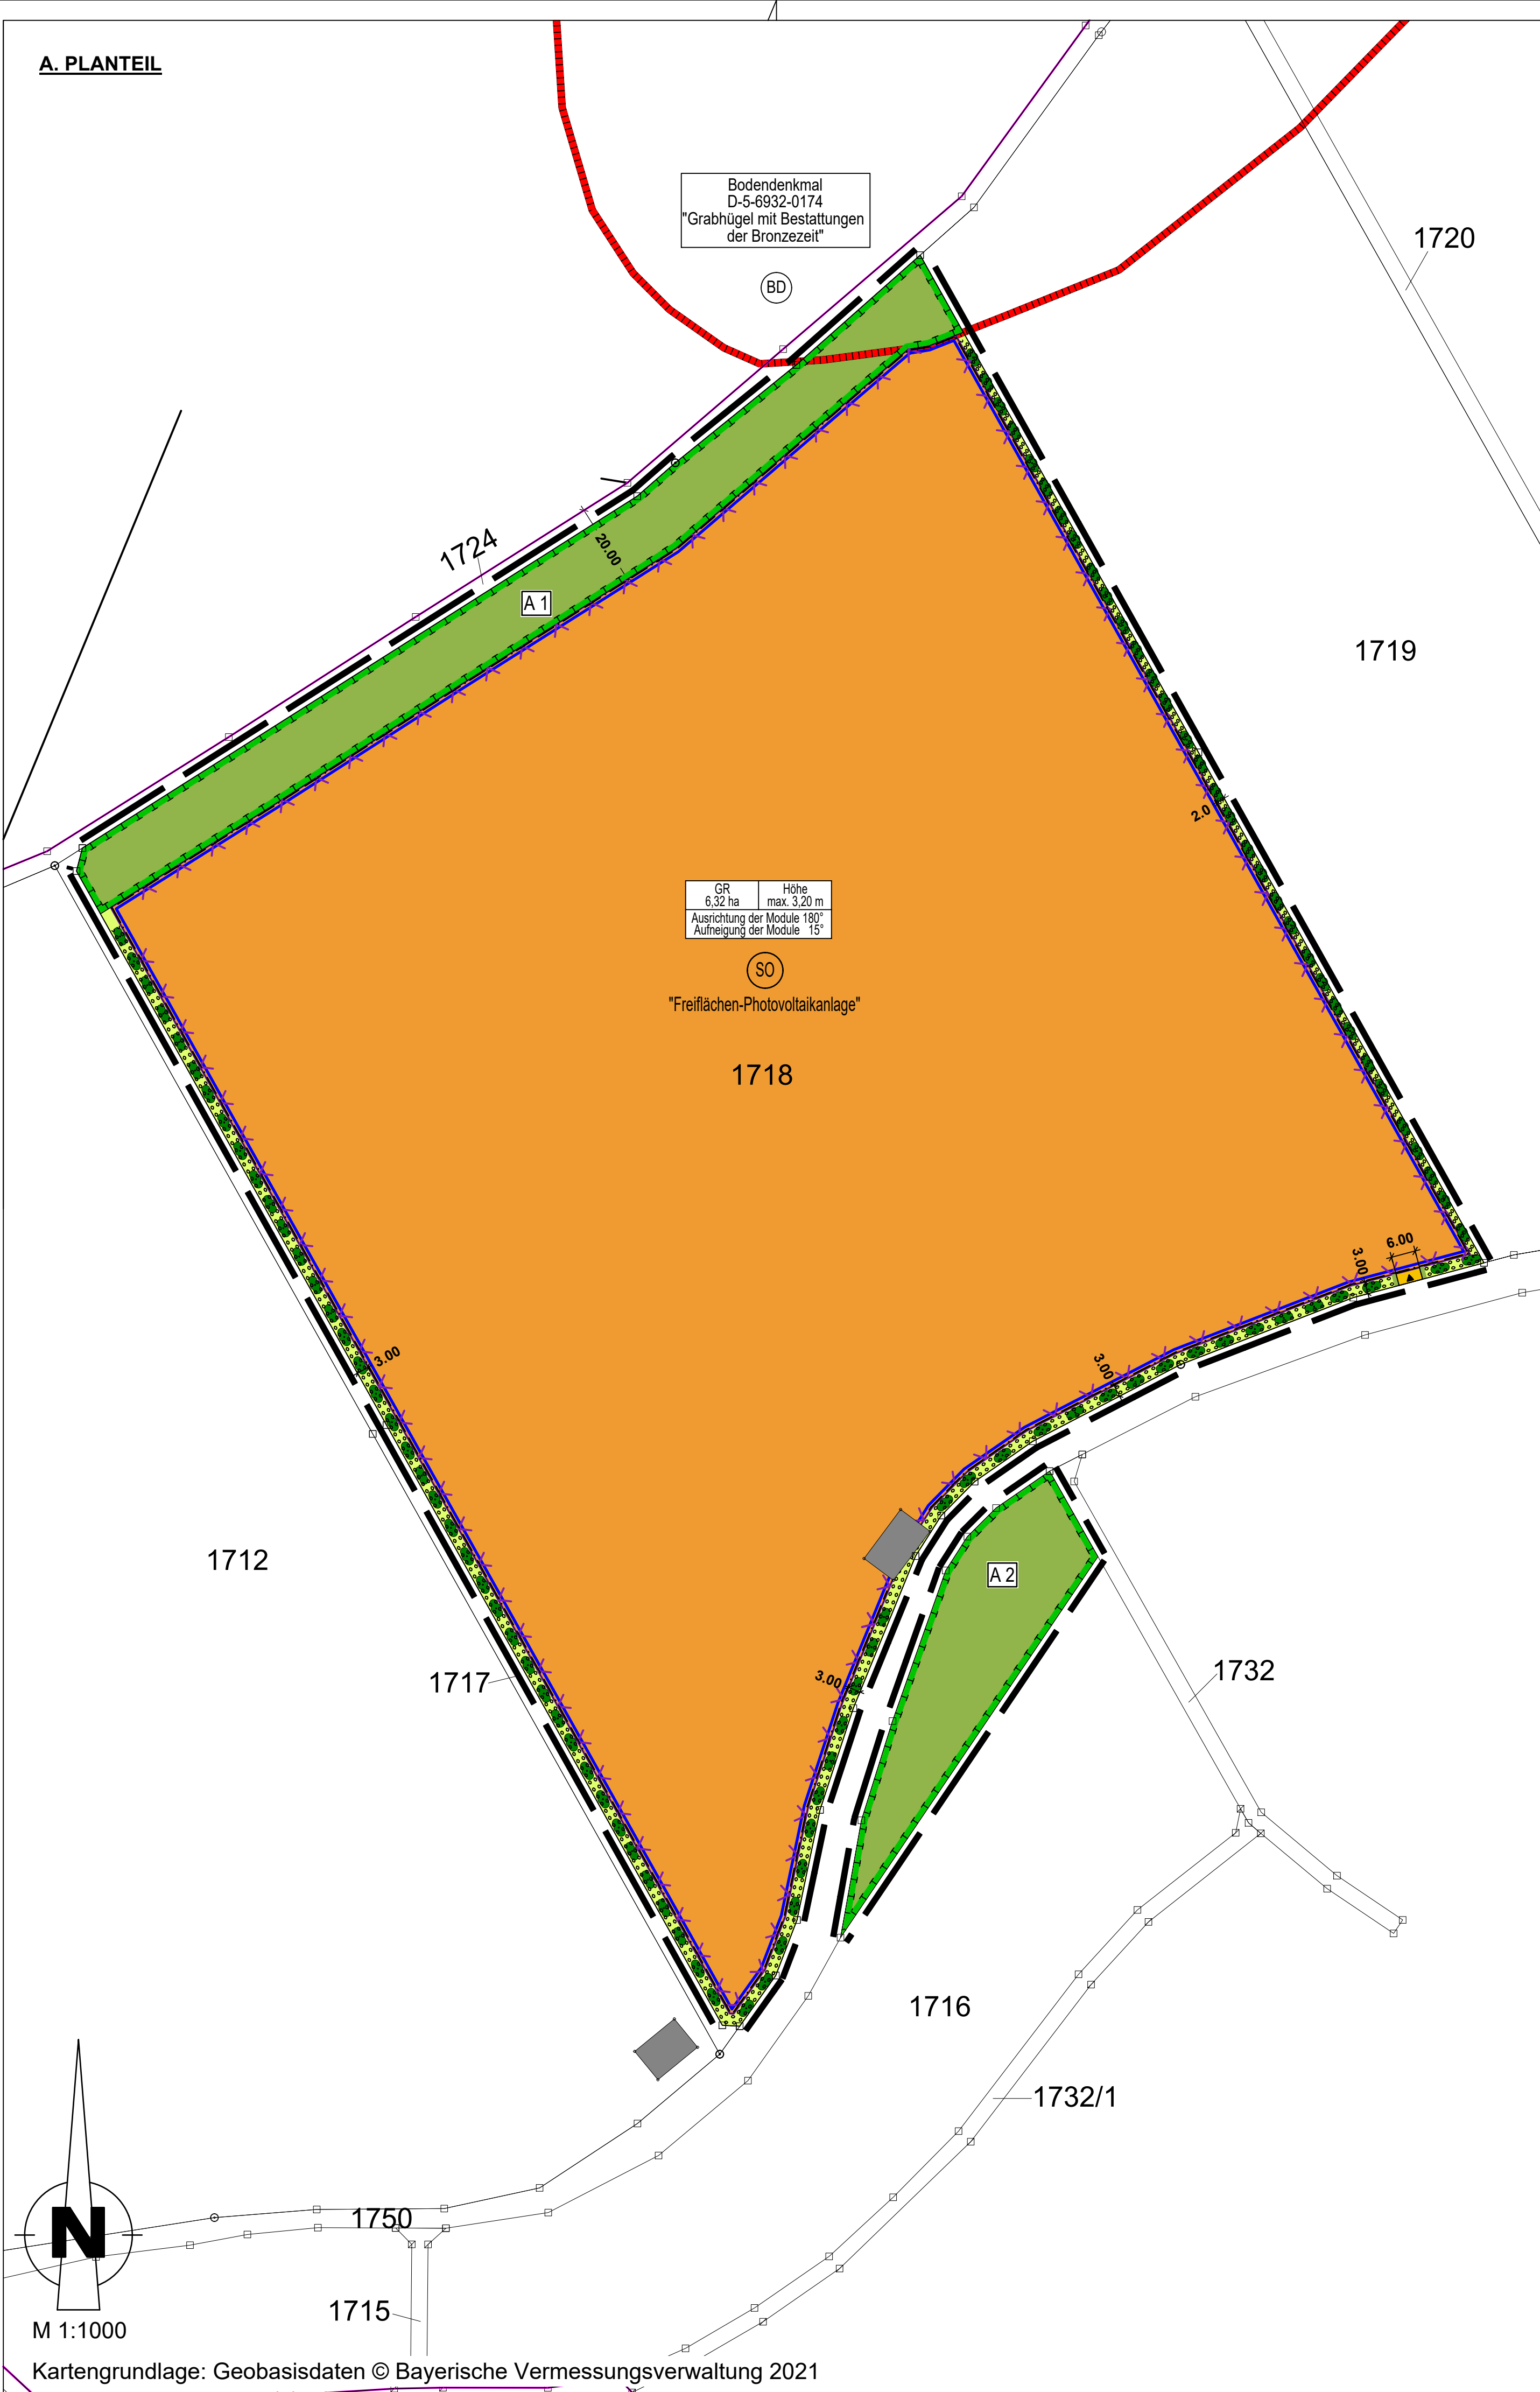 A. PLANTEIL
Bodendenkmal
D-5-6932-0174
"Grabhügel mit Bestattungen
der Bronzezeit"
BD
1720
1724
20.00
A 1
1719
2.0
GR
6,32 ha
Höhe
max. 3,20 m
Ausrichtung der Module 180°
Aufneigung der Module 15°
SO
"Freiflächen-Photovoltaikanlage"
1718
6.00
3.00
3.00
3.00
1712
A 2
1717
3.00
1732
1716
1732/1
1750
N
1715
M 1:1000
Kartengrundlage: Geobasisdaten © Bayerische Vermessungsverwaltung 2021